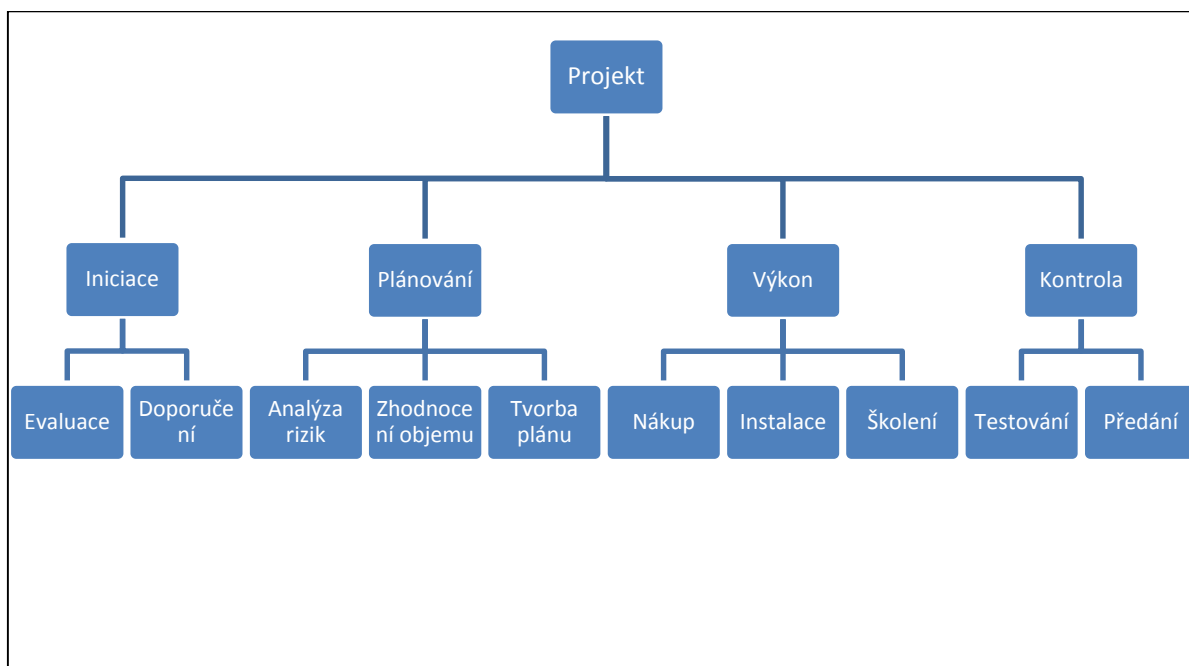 Projekt
Iniciace
Plánování
Výkon
Kontrola
Evaluace
Doporuče
ní
Analýza
rizik
Zhodnoce
ní objemu
Tvorba
plánu
Nákup
Instalace
Školení
Testování
Předání